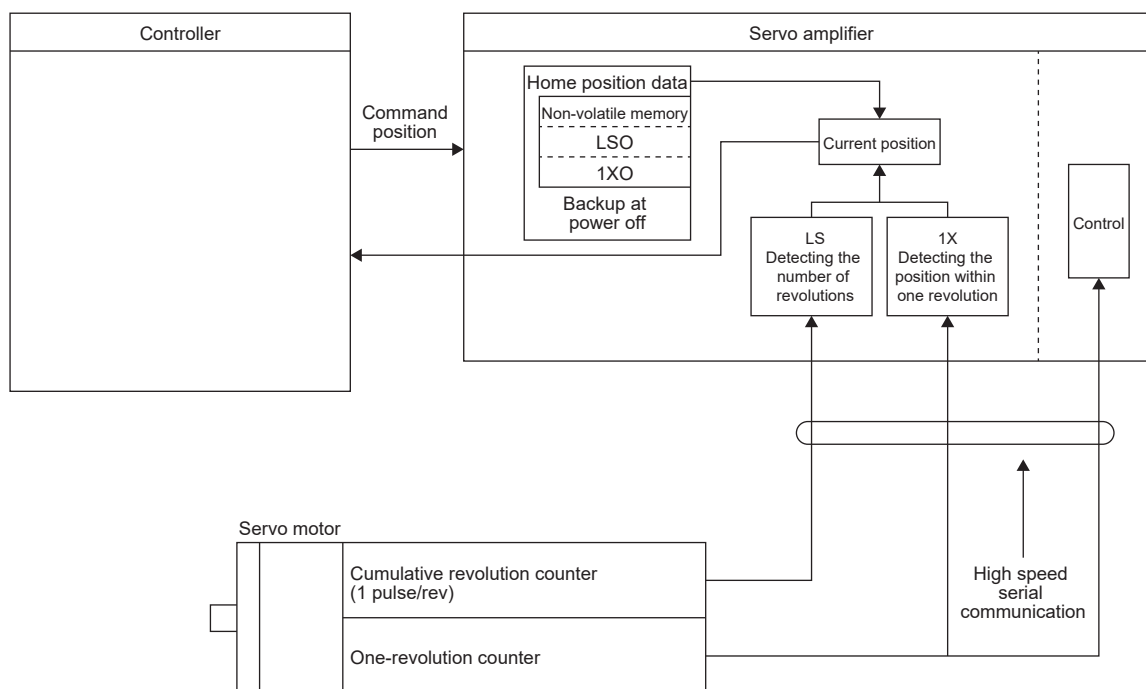 Controller
Servo amplifier
Home position data
Non-volatile memory
LSO
1XO
Backup at
power off
Command
position
Current position
LS
Detecting the
number of
revolutions
1X
Detecting the
position within
one revolution
Control
Servo motor
Cumulative revolution counter
(1 pulse/rev)
One-revolution counter
High speed
serial
communication